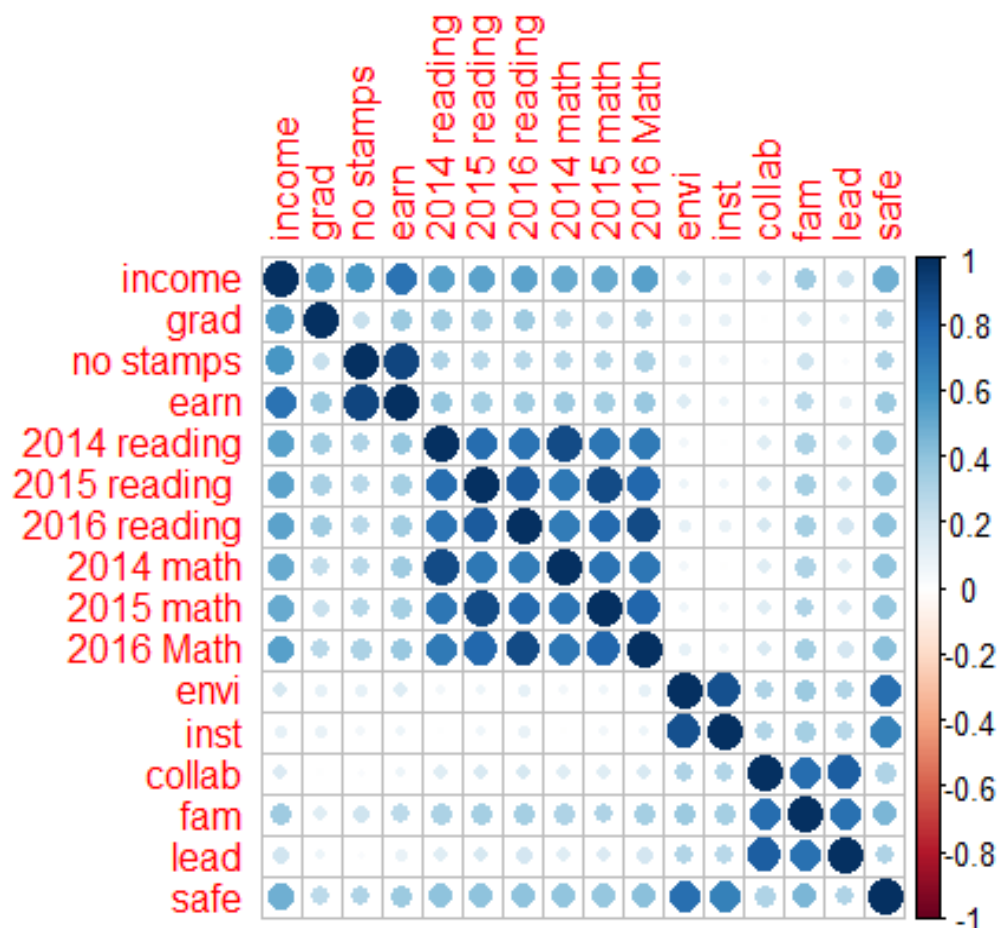 income
grad
no stamps
earn
2014 reading
2015 reading
2016 reading
2014 math
2015 math
2016 Math
envi
inst
collab
fam
lead
safe
income
grad
no stamps
earn
2014 reading
2015 reading
2016 reading
2014 math
2015 math
2016 Math
envi
inst
collab
fam
lead
safe
1
0.8
0.6
0.4
0.2
0
-0.2
-0.4
-0.6
-0.8
-1